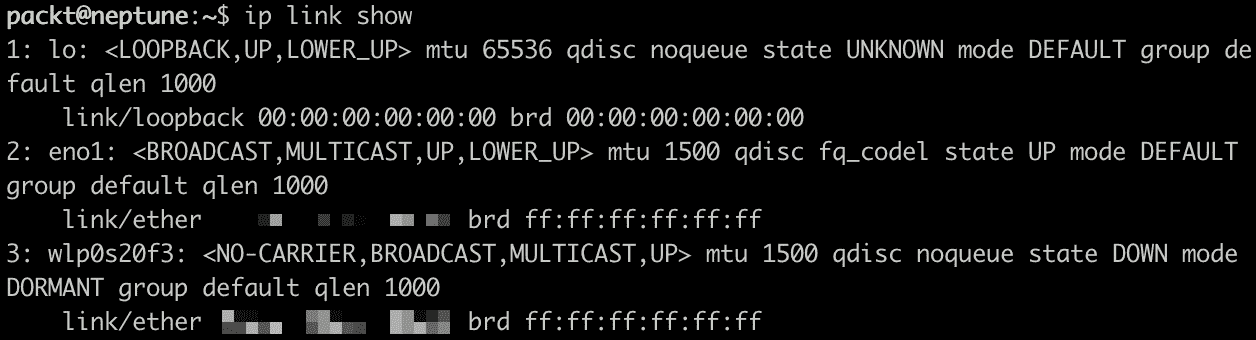 packt@neptune:~$ ip link show
1: lo: <LOOPBACK,UP,LOWER_UP> mtu 65536 qdisc noqueue state UNKNOWN mode DEFAULT group de
fault qlen 1000
    link/loopback 00:00:00:00:00:00 brd 00:00:00:00:00:00
2: eno1: <BROADCAST,MULTICAST,UP,LOWER_UP> mtu 1500 qdisc fq_codel state UP mode DEFAULT
group default qlen 1000
    link/ether brd ff:ff:ff:ff:ff:ff
3: wlp0s20f3: <NO-CARRIER,BROADCAST,MULTICAST,UP> mtu 1500 qdisc noqueue state DOWN mode
DORMANT group default qlen 1000
    link/ether brd ff:ff:ff:ff:ff:ff